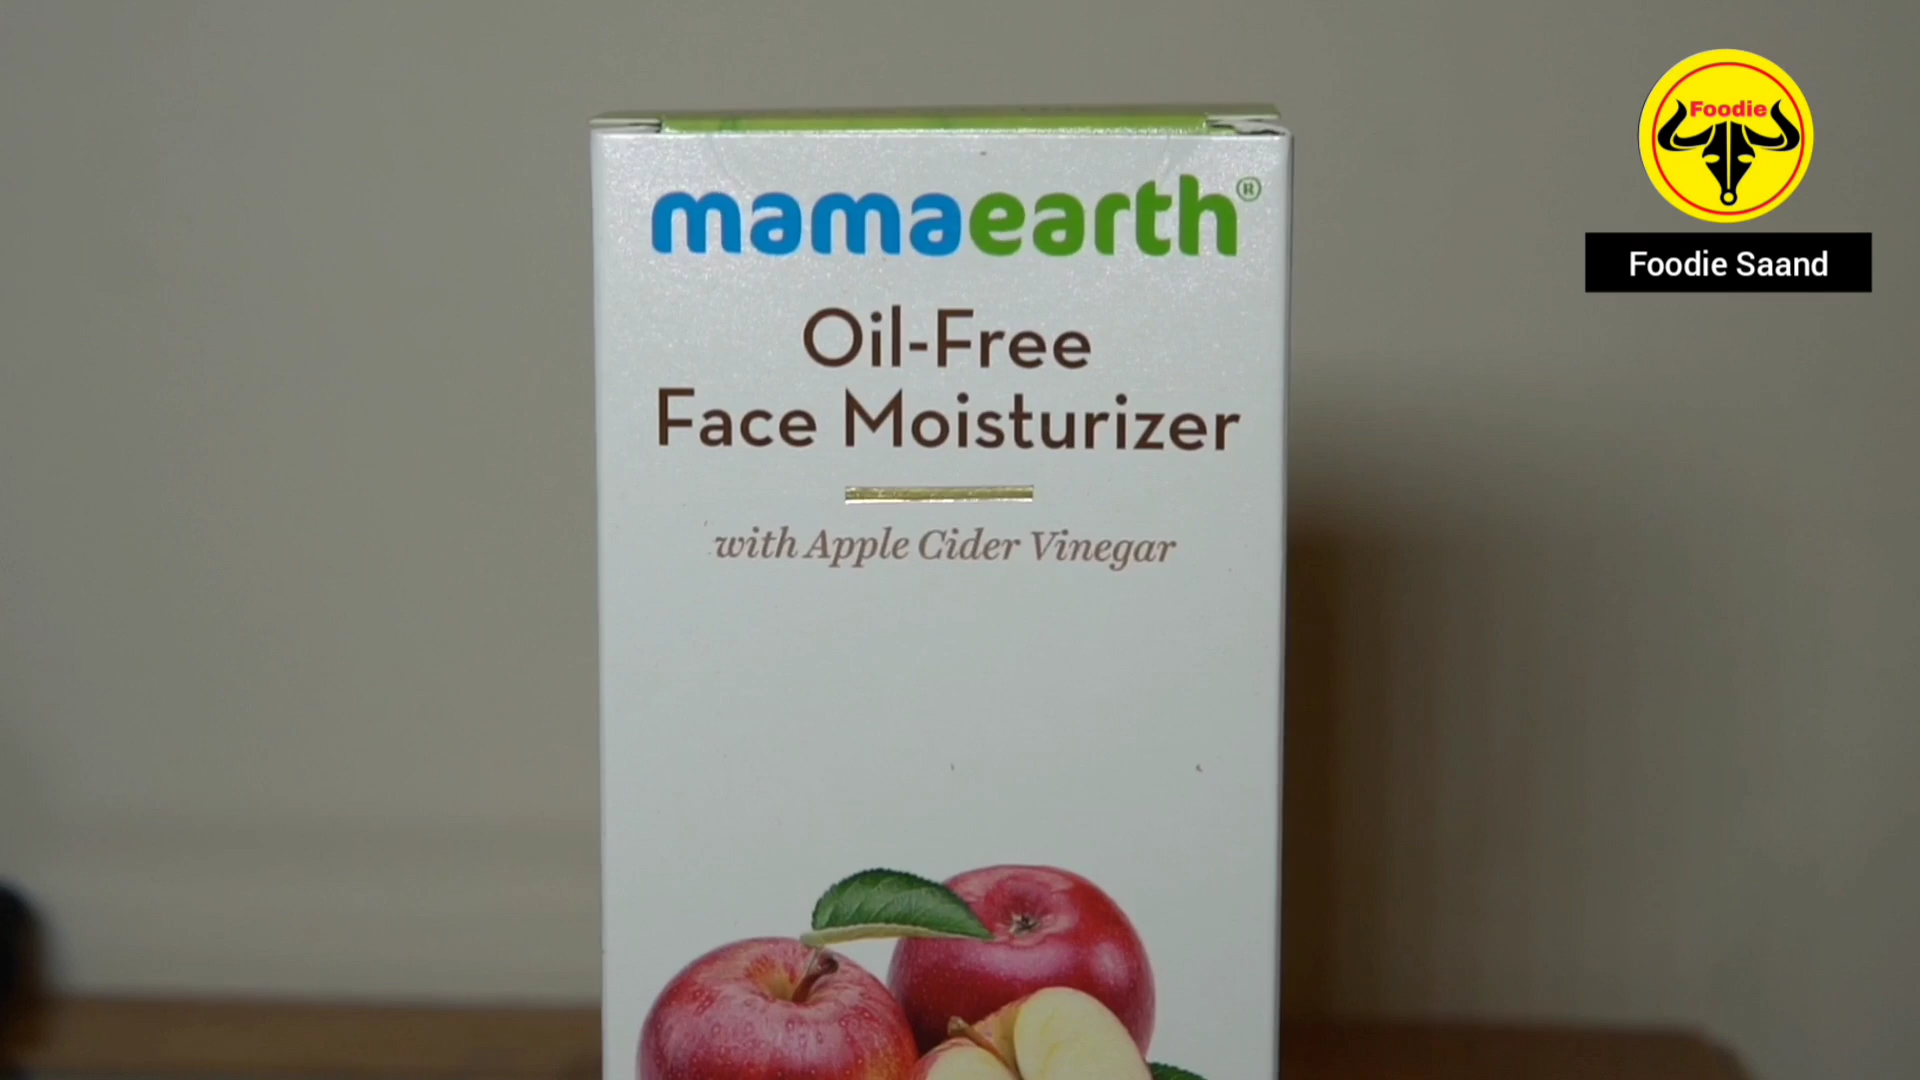 mamaearth®
Oil-Free
Face Moisturizer
with Apple Cider Vinegar
Foodie
Foodie Saand